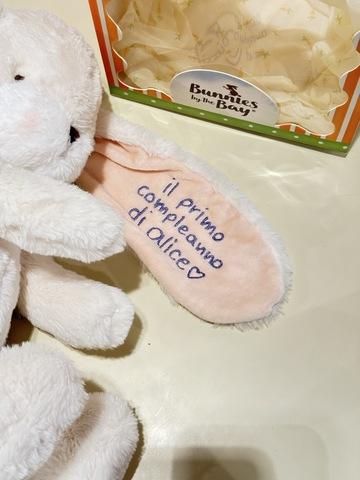 Bunnies
by the Bay
il primo
compleanno
di Alice♡